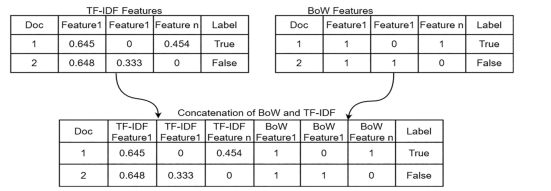 TF-IDF Features
Doc Feature1 Feature1 Feature n Label
1 0.645 0 0.454 True
2 0.648 0.333 0 False
BoW Features
Doc Feature1 Feature1 Feature n Label
1 1 0 1 True
2 1 1 0 False
Concatenation of BoW and TF-IDF
Doc TF-IDF Feature1 TF-IDF Feature1 TF-IDF Feature n BoW Feature1 BoW Feature1 BoW Feature n Label
1 0.645 0 0.454 1 0 1 True
2 0.648 0.333 0 1 1 0 False